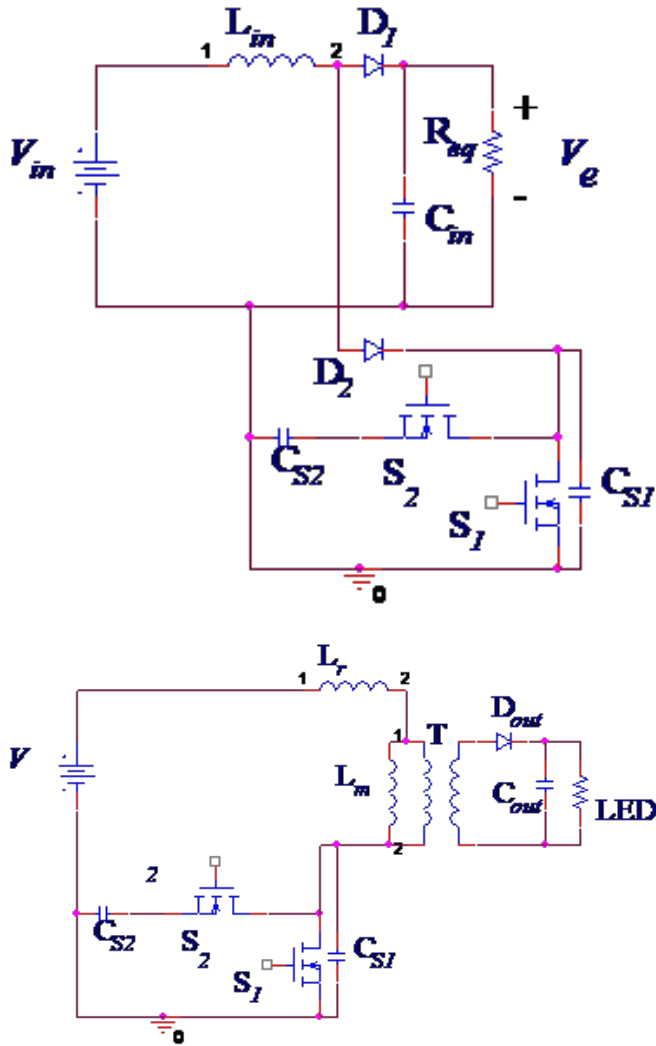 L_in
1 2 D_1
+
V_in R_eq V_e
C_in -
D_2
C_S2 S_2 C_S1
S_1
0
L_r
1 2
1 T D_out
V L_m C_out LED
2
2
C_S2 S_2 C_S1
S_1
0